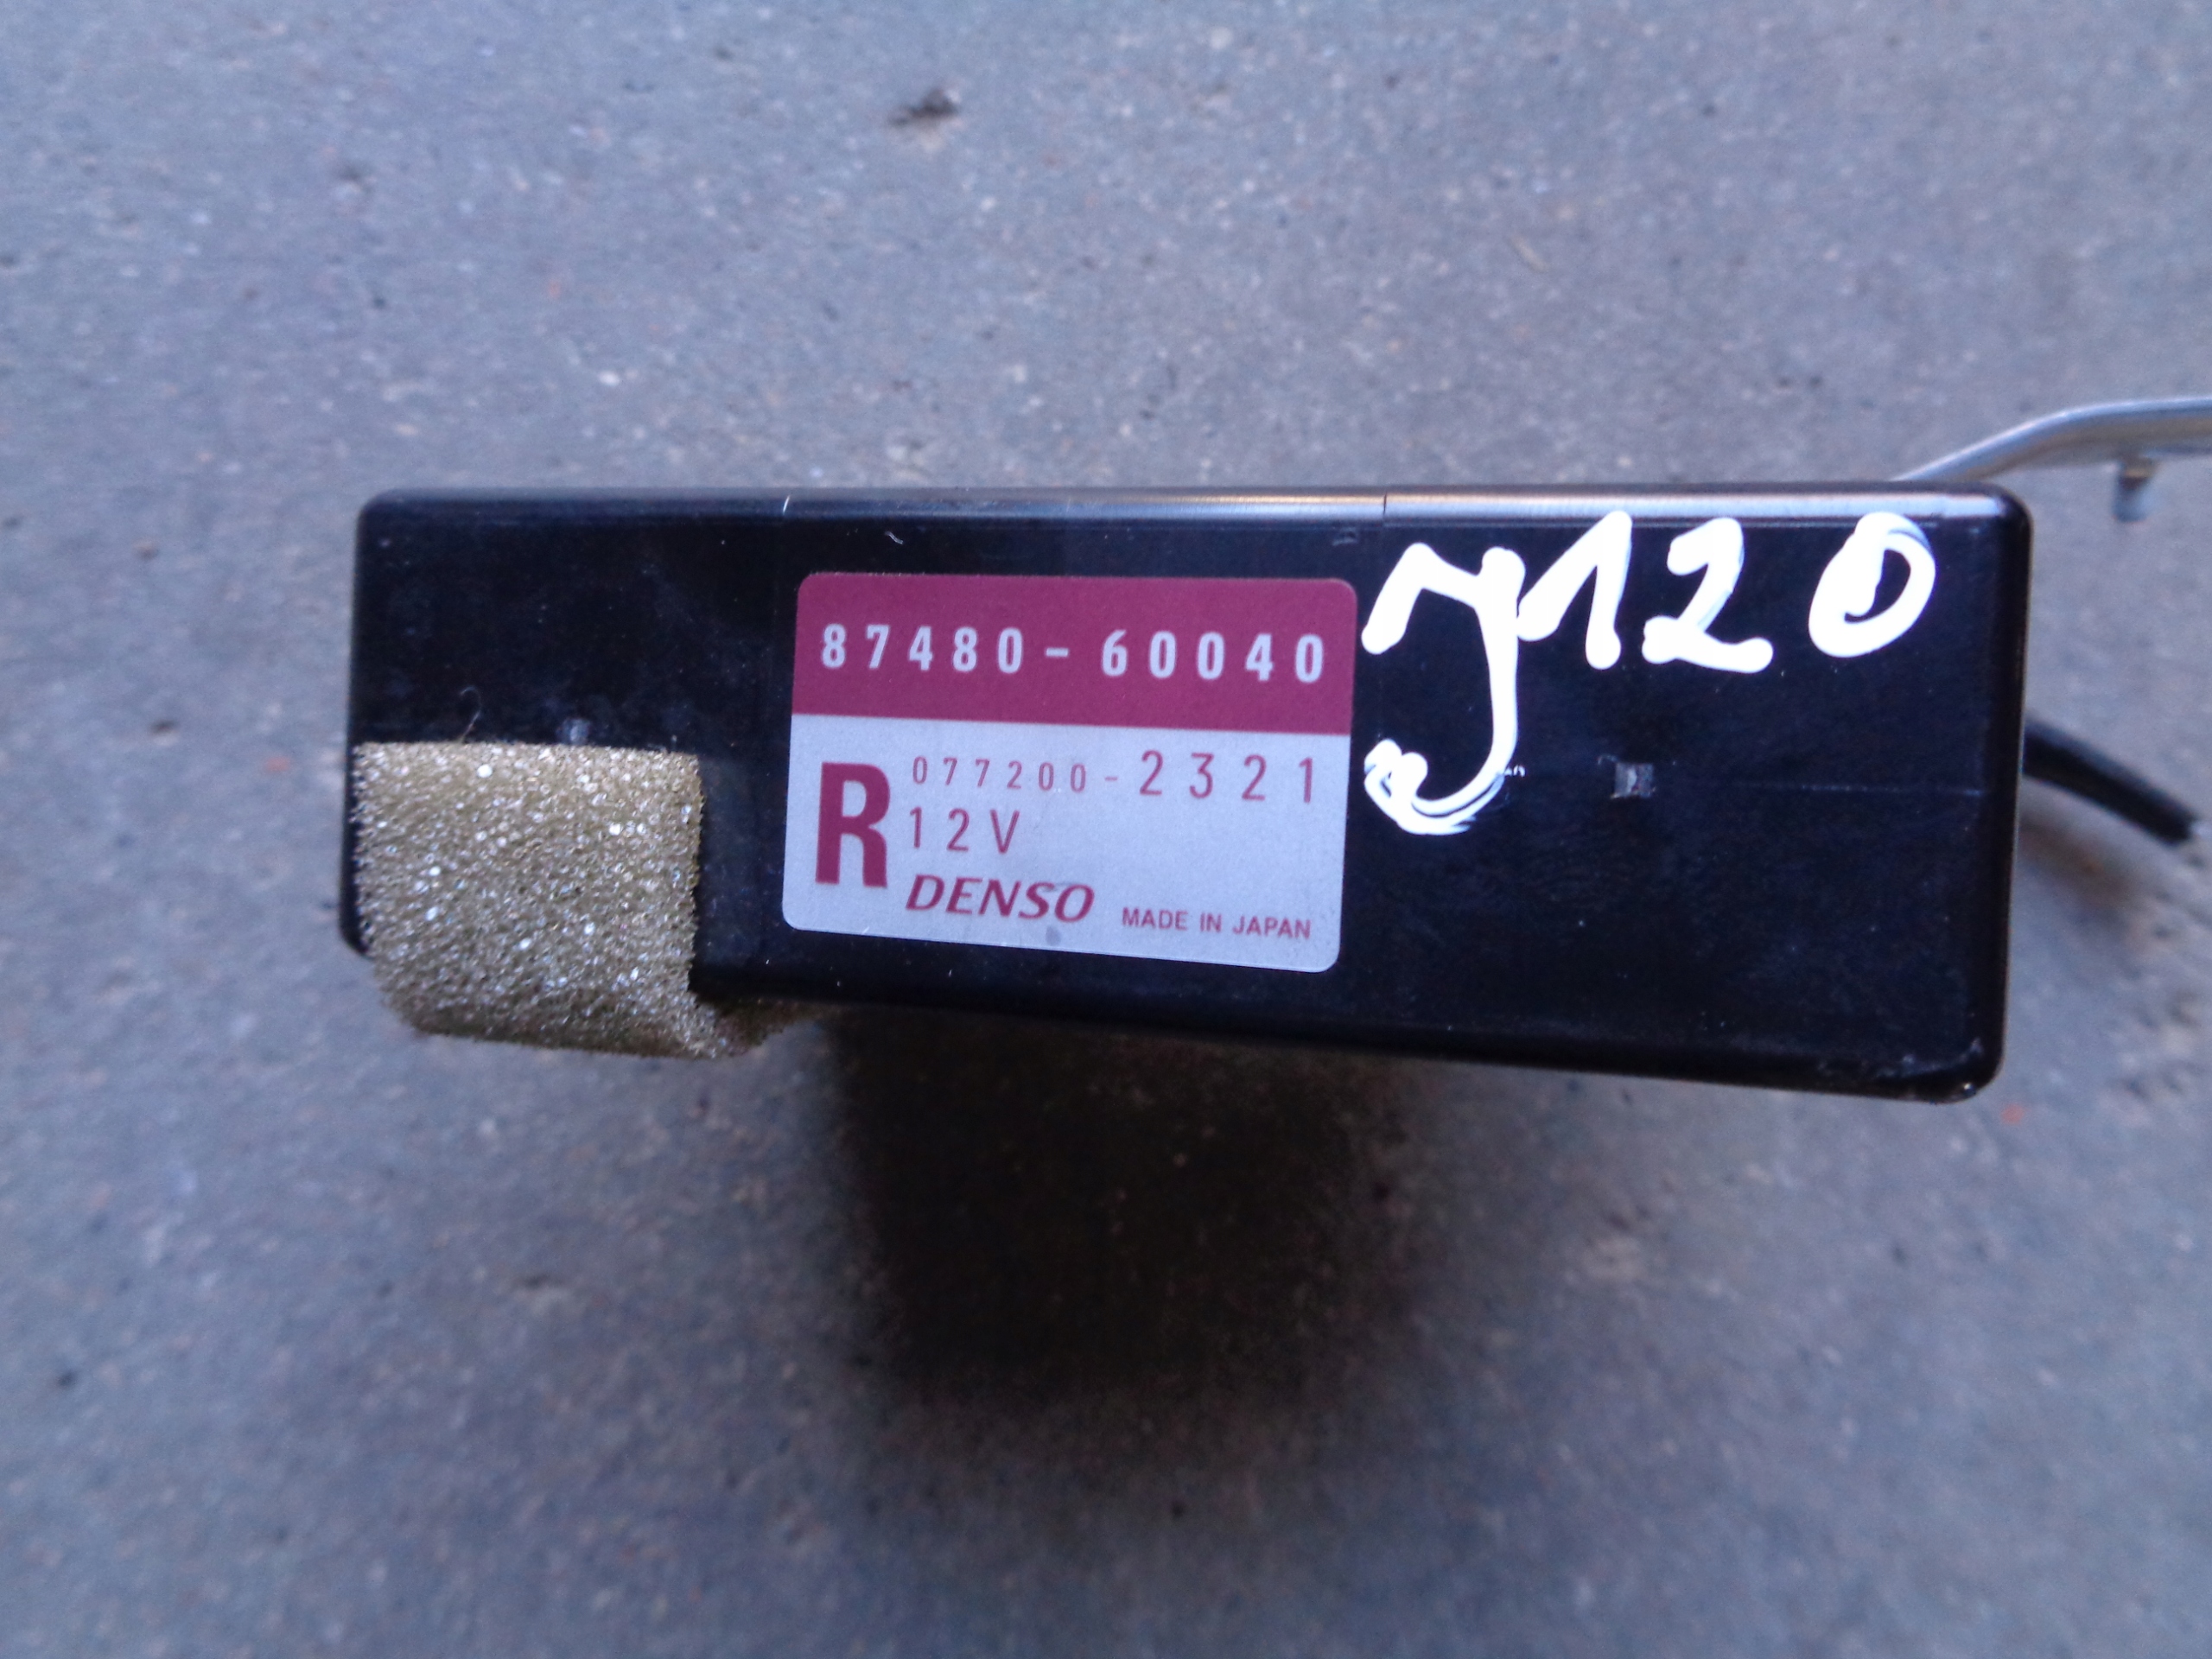 87480-60040
J120
R
077200-2321
12V
DENSO
MADE IN JAPAN